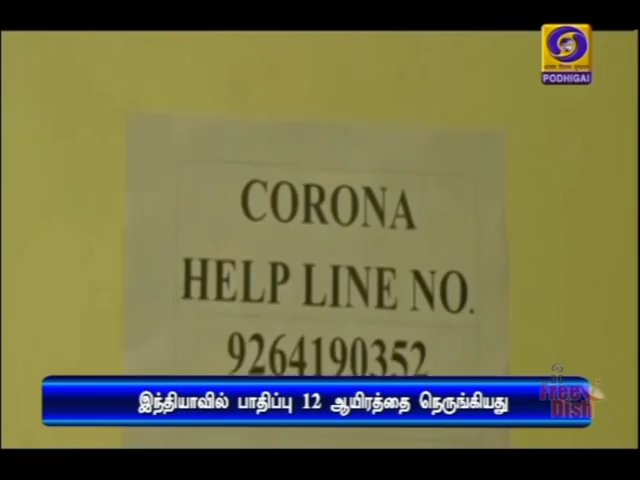 PODHIGAI
CORONA
HELP LINE NO.
9264190352
இந்தியாவில் பாதிப்பு 12 ஆயிரத்தை நெருங்கியது
Free
Dish